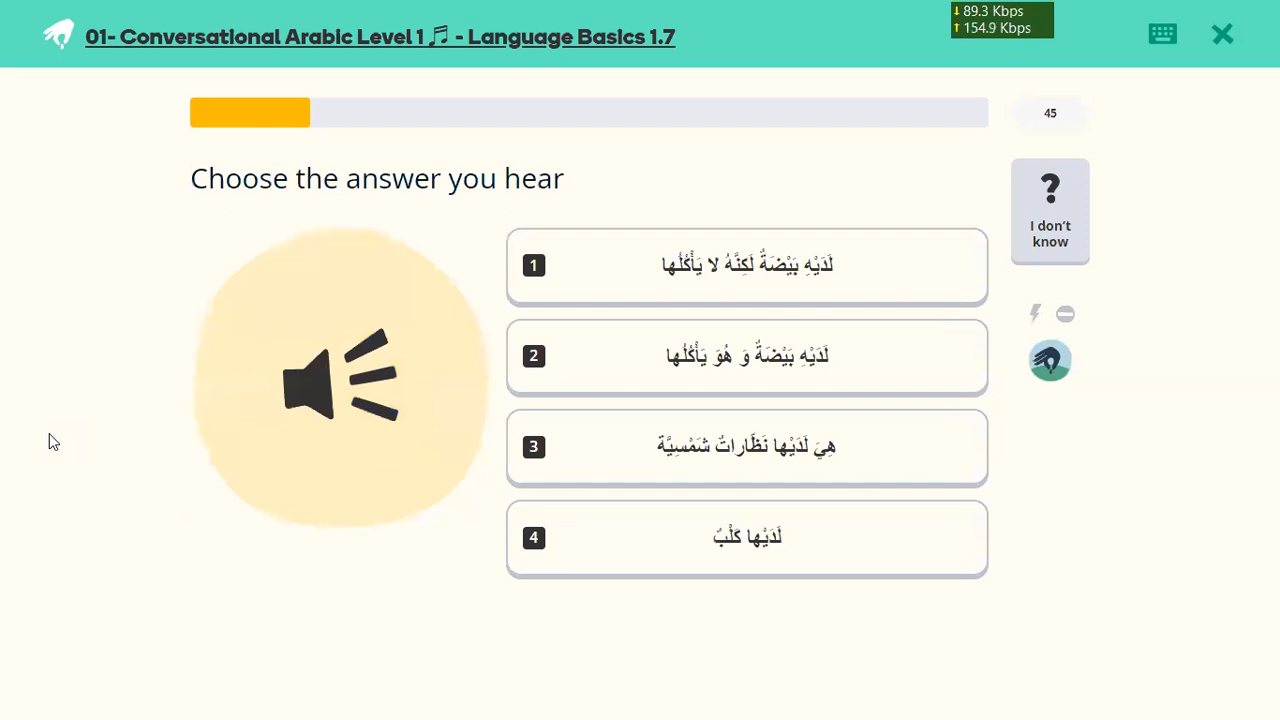 01- Conversational Arabic Level 1 🎵 - Language Basics 1.7
↓ 89.3 Kbps
↑ 154.9 Kbps
45
Choose the answer you hear
?
I don't
know
1
لَدَيْهِ بَيْضَةٌ لَكِنَّهُ لا يَأْكُلُها
2
لَدَيْهِ بَيْضَةٌ وَ هُوَ يَأْكُلُها
3
هِيَ لَدَيْها نَظّاراتٌ شَمْسِيَّة
4
لَدَيْها كَلْبٌ